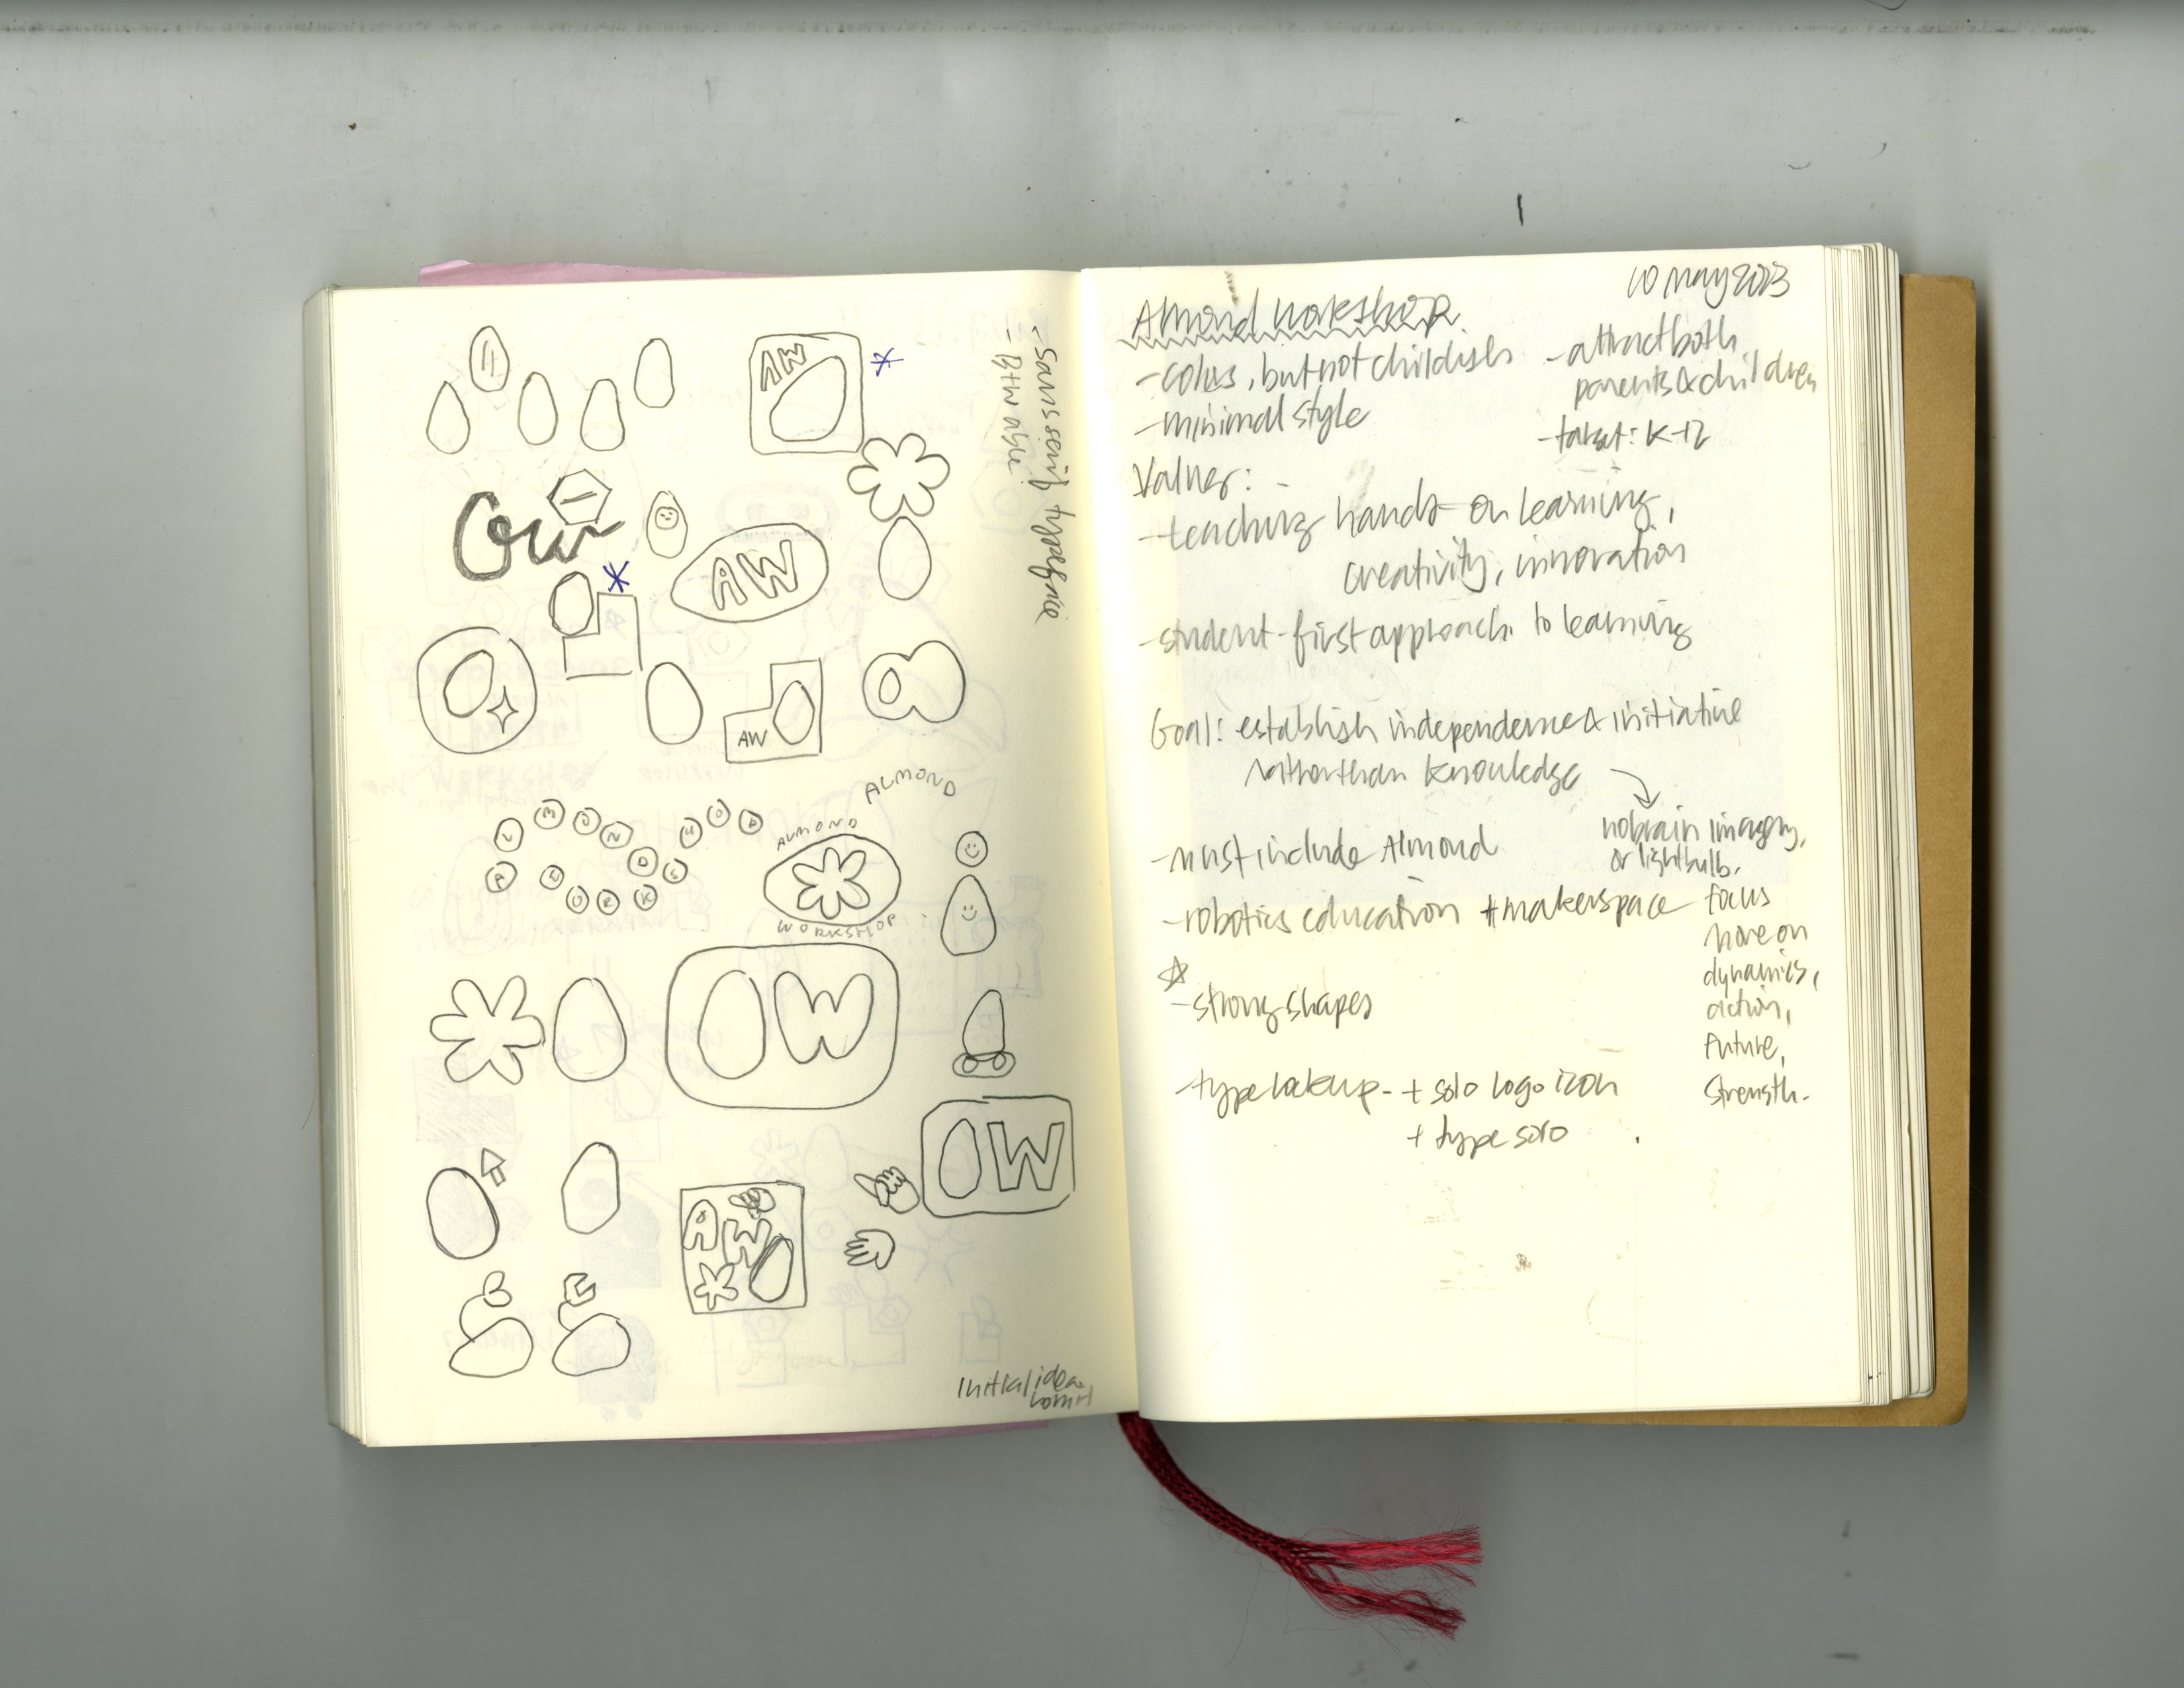 - Sans serif typeface
- B+W able
AW
Ow
AW
AW
ALMOND
ALMOND WORKSHOP
ALMOND
WORKSHOP
OW
OW
AW
Initial idea
10 May 2023
Almond workshop
- colors, but not childish
- minimal style
- attract both
parents & children
- target: K-12
Values:
- teaching hands-on learning,
creativity, innovation
- student-first approach to learning
Goal: establish independence & initiative
rather than knowledge
no brain imagery,
or lightbulb.
- must include Almond
- robotics education + makerspace
focus
more on
dynamics,
action,
future,
strength.
- strong shapes
- type lockup - + solo logo icon
+ type solo